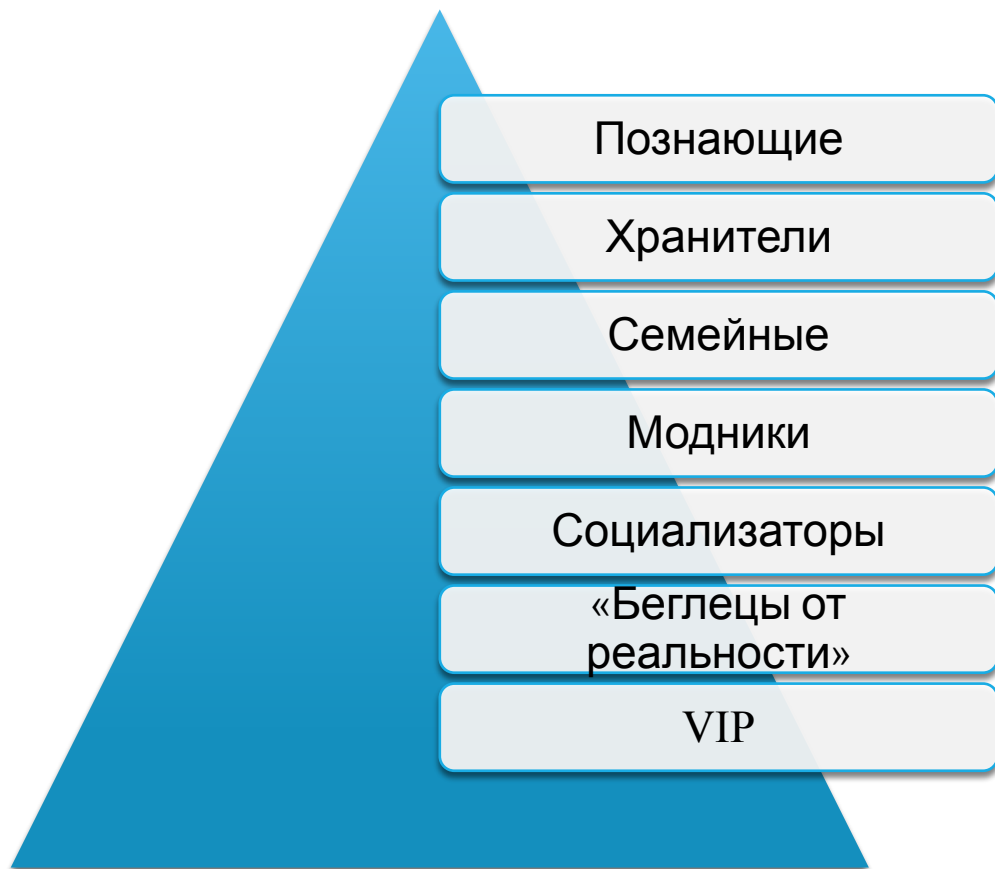 Познающие
Хранители
Семейные
Модники
Социализаторы
«Беглецы от
реальности»
VIP